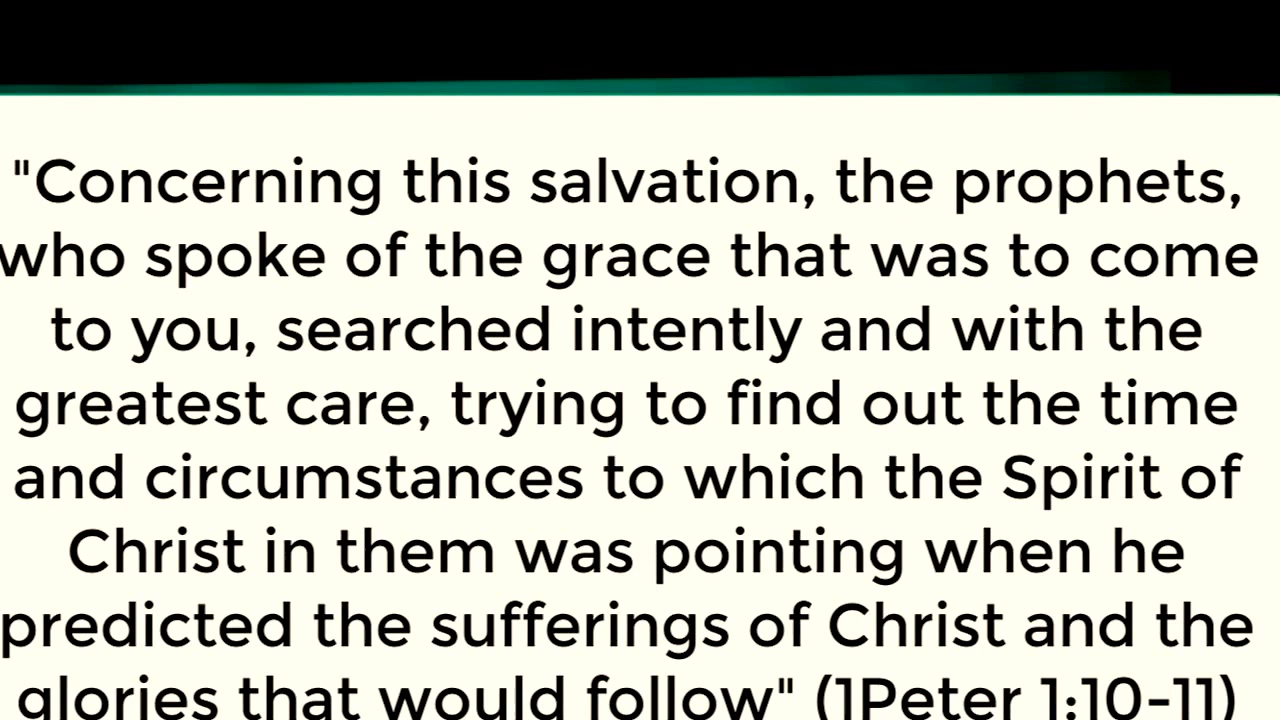 "Concerning this salvation, the prophets,
who spoke of the grace that was to come
to you, searched intently and with the
greatest care, trying to find out the time
and circumstances to which the Spirit of
Christ in them was pointing when he
predicted the sufferings of Christ and the
glories that would follow" (1Peter 1:10-11)